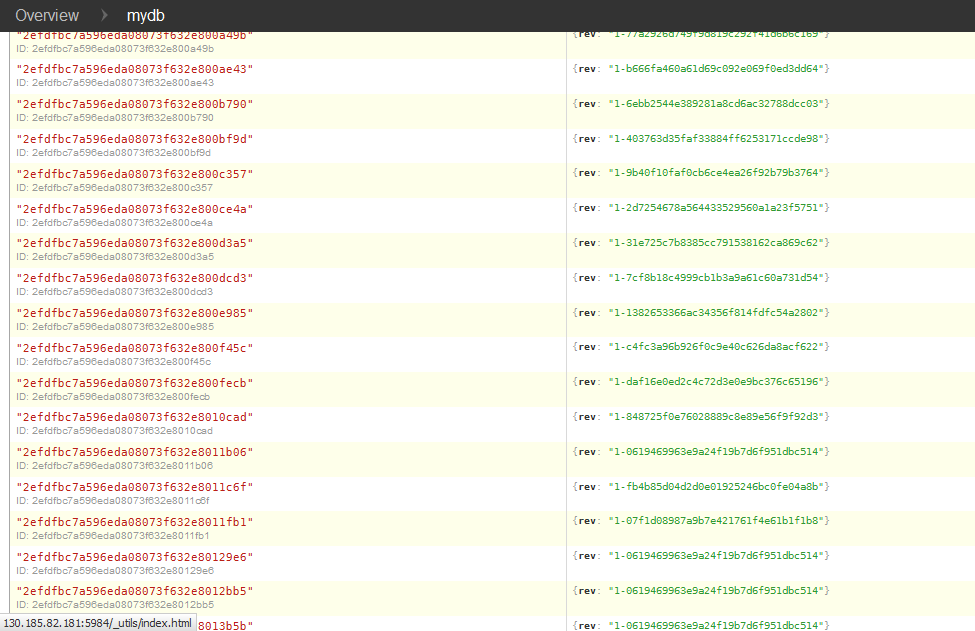 Overview mydb
"2efdfbc7a596eda08073f632e800a49b" {rev: "1-77a2926d749f9d819c292f41d6b6c169"}
ID: 2efdfbc7a596eda08073f632e800a49b
"2efdfbc7a596eda08073f632e800ae43" {rev: "1-b666fa460a61d69c092e069f0ed3dd64"}
ID: 2efdfbc7a596eda08073f632e800ae43
"2efdfbc7a596eda08073f632e800b790" {rev: "1-6ebb2544e389281a8cd6ac32788dcc03"}
ID: 2efdfbc7a596eda08073f632e800b790
"2efdfbc7a596eda08073f632e800bf9d" {rev: "1-403763d35faf33884ff6253171ccde98"}
ID: 2efdfbc7a596eda08073f632e800bf9d
"2efdfbc7a596eda08073f632e800c357" {rev: "1-9b40f10faf0cb6ce4ea26f92b79b3764"}
ID: 2efdfbc7a596eda08073f632e800c357
"2efdfbc7a596eda08073f632e800ce4a" {rev: "1-2d7254678a564433529560a1a23f5751"}
ID: 2efdfbc7a596eda08073f632e800ce4a
"2efdfbc7a596eda08073f632e800d3a5" {rev: "1-31e725c7b8385cc791538162ca869c62"}
ID: 2efdfbc7a596eda08073f632e800d3a5
"2efdfbc7a596eda08073f632e800dcd3" {rev: "1-7cf8b18c4999cb1b3a9a61c60a731d54"}
ID: 2efdfbc7a596eda08073f632e800dcd3
"2efdfbc7a596eda08073f632e800e985" {rev: "1-1382653366ac34356f814fdfc54a2802"}
ID: 2efdfbc7a596eda08073f632e800e985
"2efdfbc7a596eda08073f632e800f45c" {rev: "1-c4fc3a96b926f0c9e40c626da8acf622"}
ID: 2efdfbc7a596eda08073f632e800f45c
"2efdfbc7a596eda08073f632e800fecb" {rev: "1-daf16e0ed2c4c72d3e0e9bc376c65196"}
ID: 2efdfbc7a596eda08073f632e800fecb
"2efdfbc7a596eda08073f632e8010cad" {rev: "1-848725f0e76028889c8e89e56f9f92d3"}
ID: 2efdfbc7a596eda08073f632e8010cad
"2efdfbc7a596eda08073f632e8011b06" {rev: "1-0619469963e9a24f19b7d6f951dbc514"}
ID: 2efdfbc7a596eda08073f632e8011b06
"2efdfbc7a596eda08073f632e8011c6f" {rev: "1-fb4b85d04d2d0e01925246bc0fe04a8b"}
ID: 2efdfbc7a596eda08073f632e8011c6f
"2efdfbc7a596eda08073f632e8011fb1" {rev: "1-07f1d08987a9b7e421761f4e61b1f1b8"}
ID: 2efdfbc7a596eda08073f632e8011fb1
"2efdfbc7a596eda08073f632e80129e6" {rev: "1-0619469963e9a24f19b7d6f951dbc514"}
ID: 2efdfbc7a596eda08073f632e80129e6
"2efdfbc7a596eda08073f632e8012bb5" {rev: "1-0619469963e9a24f19b7d6f951dbc514"}
ID: 2efdfbc7a596eda08073f632e8012bb5
130.185.82.181:5984/_utils/index.html 8013b5b" {rev: "1-0619469963e9a24f19b7d6f951dbc514"}